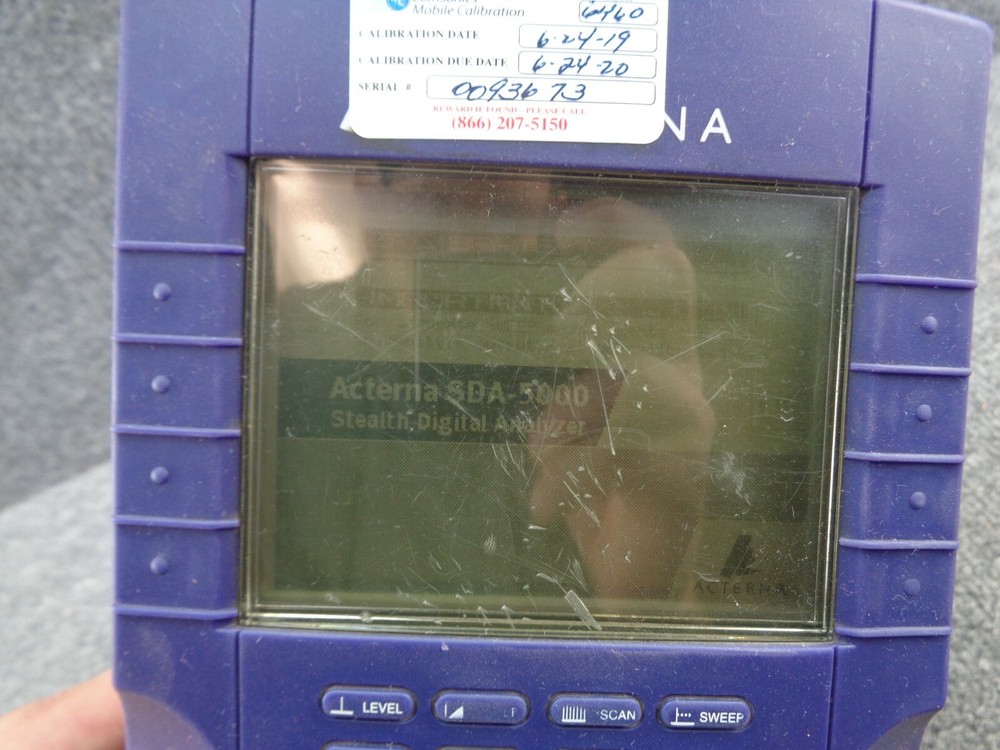 Mobile Calibration
6460
CALIBRATION DATE 6-24-19
CALIBRATION DUE DATE 6-24-20
SERIAL # 0093673
REWARD IF FOUND - PLEASE CALL
(866) 207-5150
NA
Acterna SDA-5000
Stealth Digital Analyzer
ACTERNA
LEVEL
SCAN
SWEEP